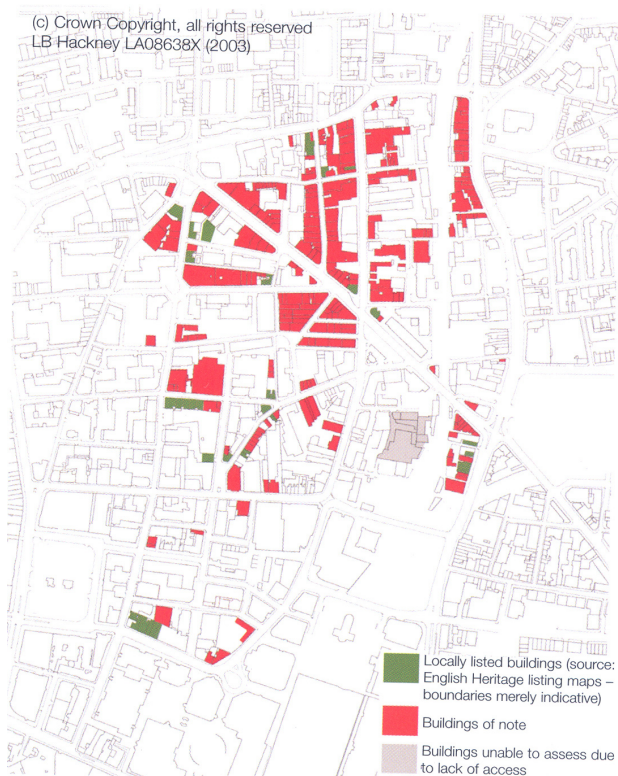 (c) Crown Copyright, all rights reserved
LB Hackney LA08638X (2003)
Locally listed buildings (source:
English Heritage listing maps –
boundaries merely indicative)
Buildings of note
Buildings unable to assess due
to lack of access